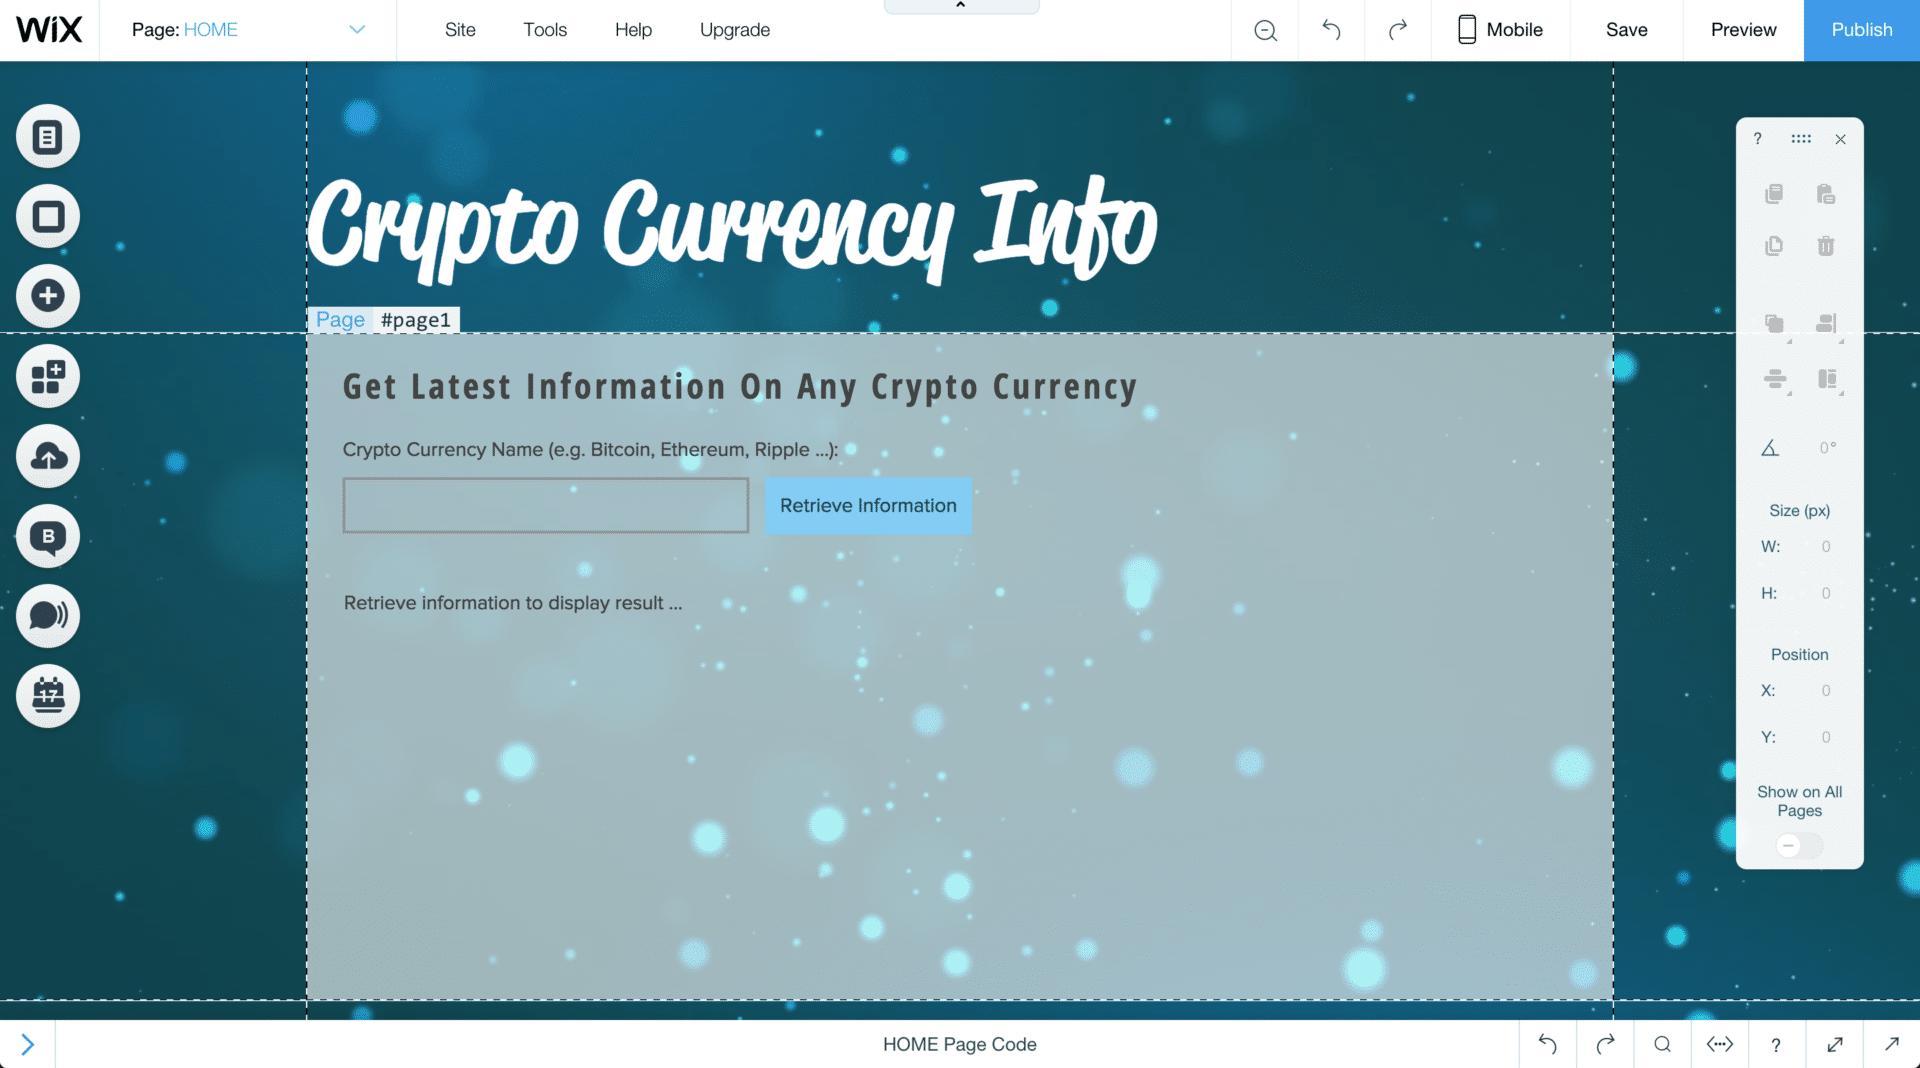 WiX
Page: HOME
Site
Tools
Help
Upgrade
Mobile
Save
Preview
Publish
Crypto Currency Info
Page #page1
Get Latest Information On Any Crypto Currency
Crypto Currency Name (e.g. Bitcoin, Ethereum, Ripple ...):
Retrieve Information
Retrieve information to display result ...
B
17
?
0°
Size (px)
W: 0
H: 0
Position
X: 0
Y: 0
Show on All
Pages
HOME Page Code
?